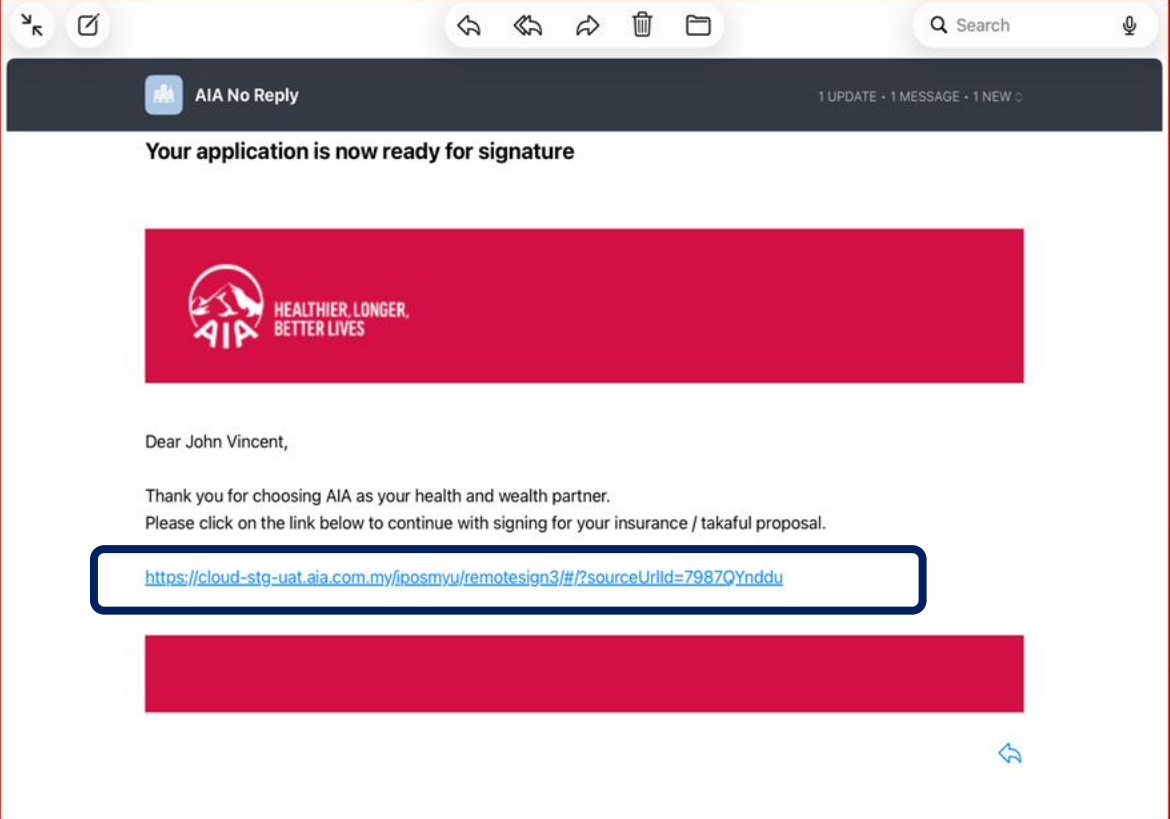 Search
AIA No Reply
1 UPDATE • 1 MESSAGE • 1 NEW
Your application is now ready for signature
HEALTHIER, LONGER,
BETTER LIVES
AIA
Dear John Vincent,
Thank you for choosing AIA as your health and wealth partner.
Please click on the link below to continue with signing for your insurance / takaful proposal.
https://cloud-stg-uat.aia.com.my/iposmyu/remotesign3/#/?sourceUrlId=7987QYnddu